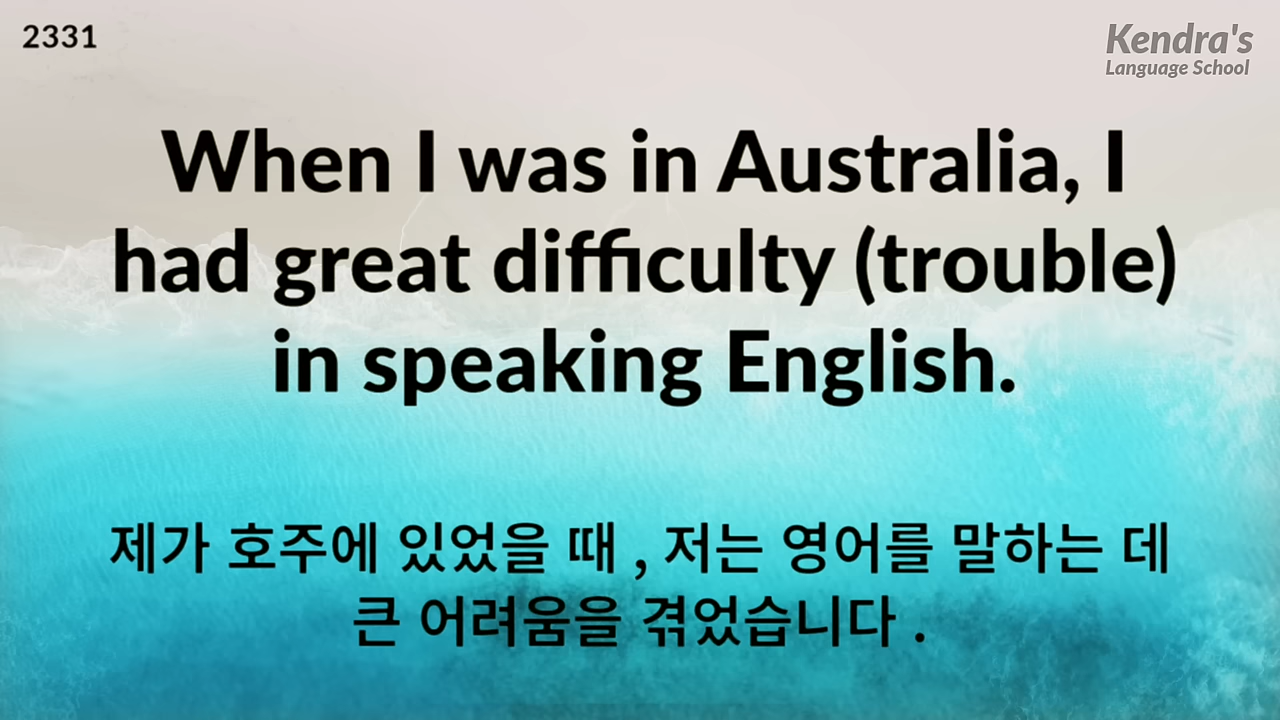 2331
Kendra's
Language School
When I was in Australia, I
had great difficulty (trouble)
in speaking English.
제가 호주에 있었을 때 , 저는 영어를 말하는 데
큰 어려움을 겪었습니다 .